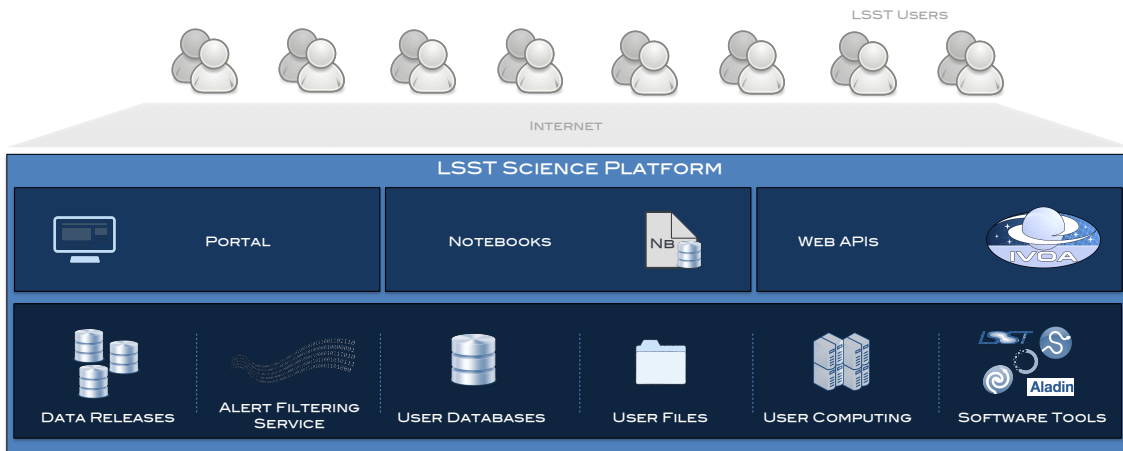 LSST Users
Internet
LSST Science Platform
Portal
Notebooks
NB
Web APIs
IVOA
Data Releases
Alert Filtering
Service
User Databases
User Files
User Computing
LSST
Aladin
Software Tools